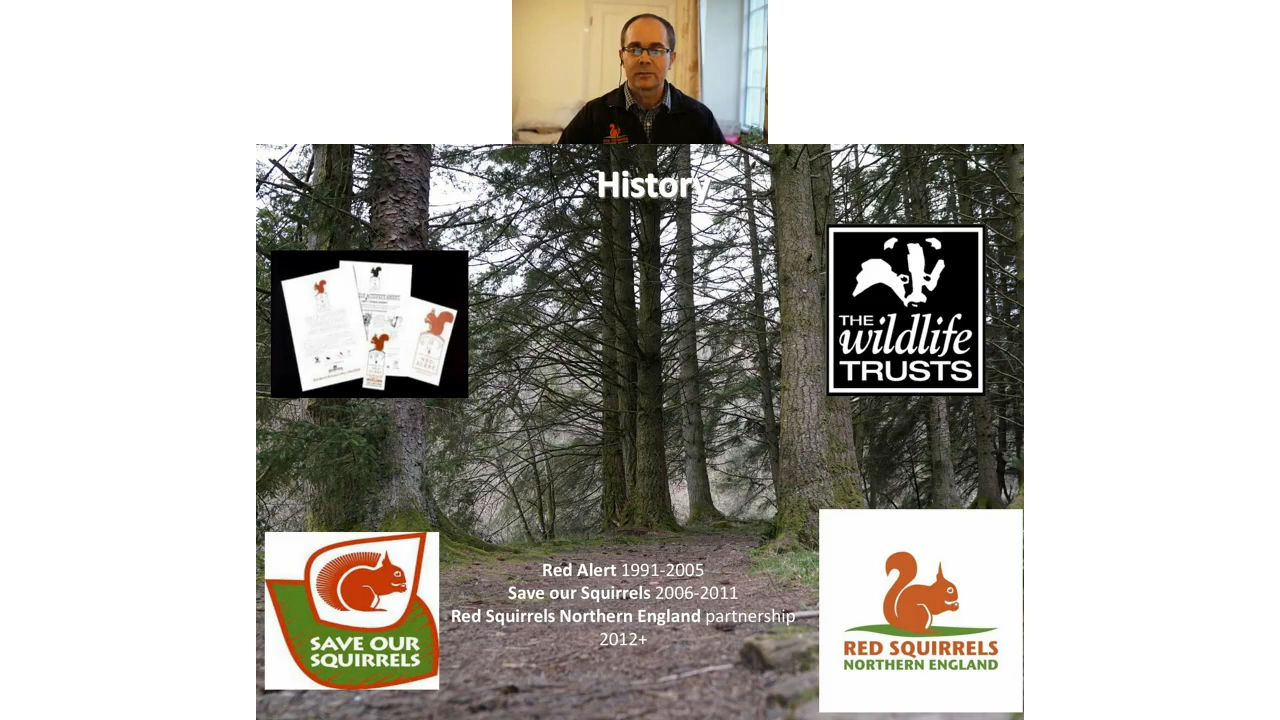 History
THE
wildlife
TRUSTS
Red Alert 1991-2005
Save our Squirrels 2006-2011
Red Squirrels Northern England partnership
2012+
SAVE OUR
SQUIRRELS
RED SQUIRRELS
NORTHERN ENGLAND